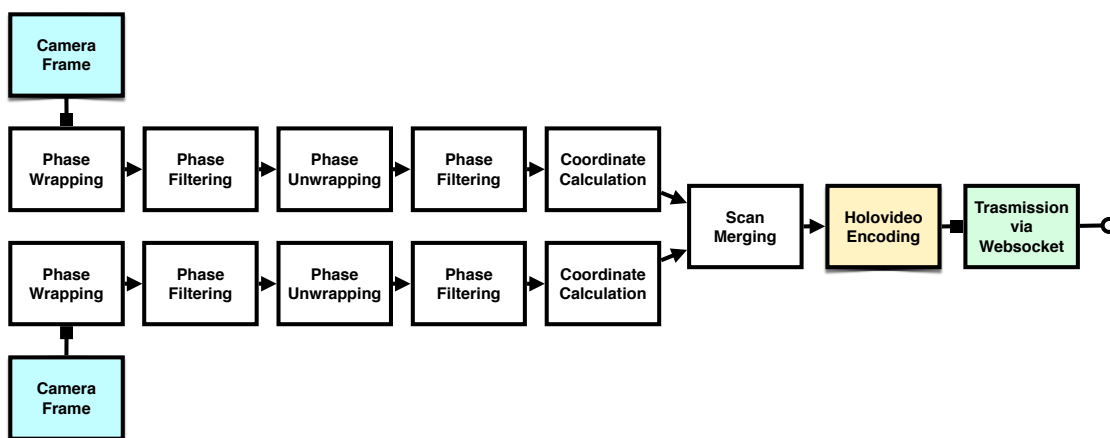 Camera
Frame
Phase
Wrapping
Phase
Filtering
Phase
Unwrapping
Phase
Filtering
Coordinate
Calculation
Scan
Merging
Holovideo
Encoding
Trasmission
via
Websocket
Phase
Wrapping
Phase
Filtering
Phase
Unwrapping
Phase
Filtering
Coordinate
Calculation
Camera
Frame